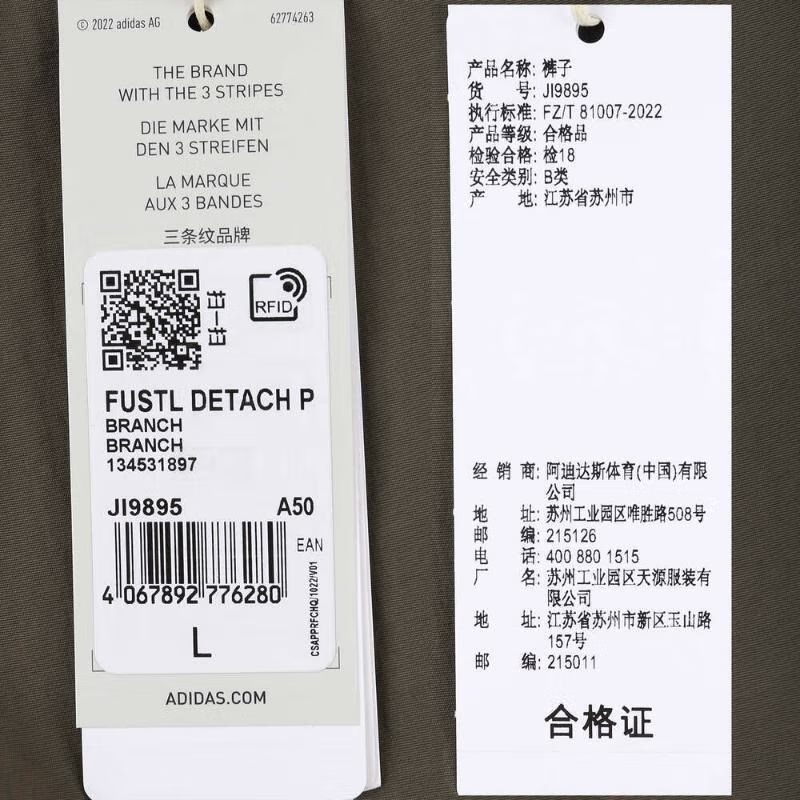 © 2022 adidas AG
62774263
THE BRAND
WITH THE 3 STRIPES
DIE MARKE MIT
DEN 3 STREIFEN
LA MARQUE
AUX 3 BANDES
三条纹品牌
扫一扫
RFID
FUSTL DETACH P
BRANCH
BRANCH
134531897
JI9895 A50
EAN
4 067892 776280
CSAPPRFCHQ/1022/V01
L
ADIDAS.COM
产品名称: 裤子
货 号: JI9895
执行标准: FZ/T 81007-2022
产品等级: 合格品
检验合格: 检18
安全类别: B类
产 地: 江苏省苏州市
经 销 商: 阿迪达斯体育(中国)有限
公司
地 址: 苏州工业园区唯胜路508号
邮 编: 215126
电 话: 400 880 1515
厂 名: 苏州工业园区天源服装有
限公司
地 址: 江苏省苏州市新区玉山路
157号
邮 编: 215011
合格证